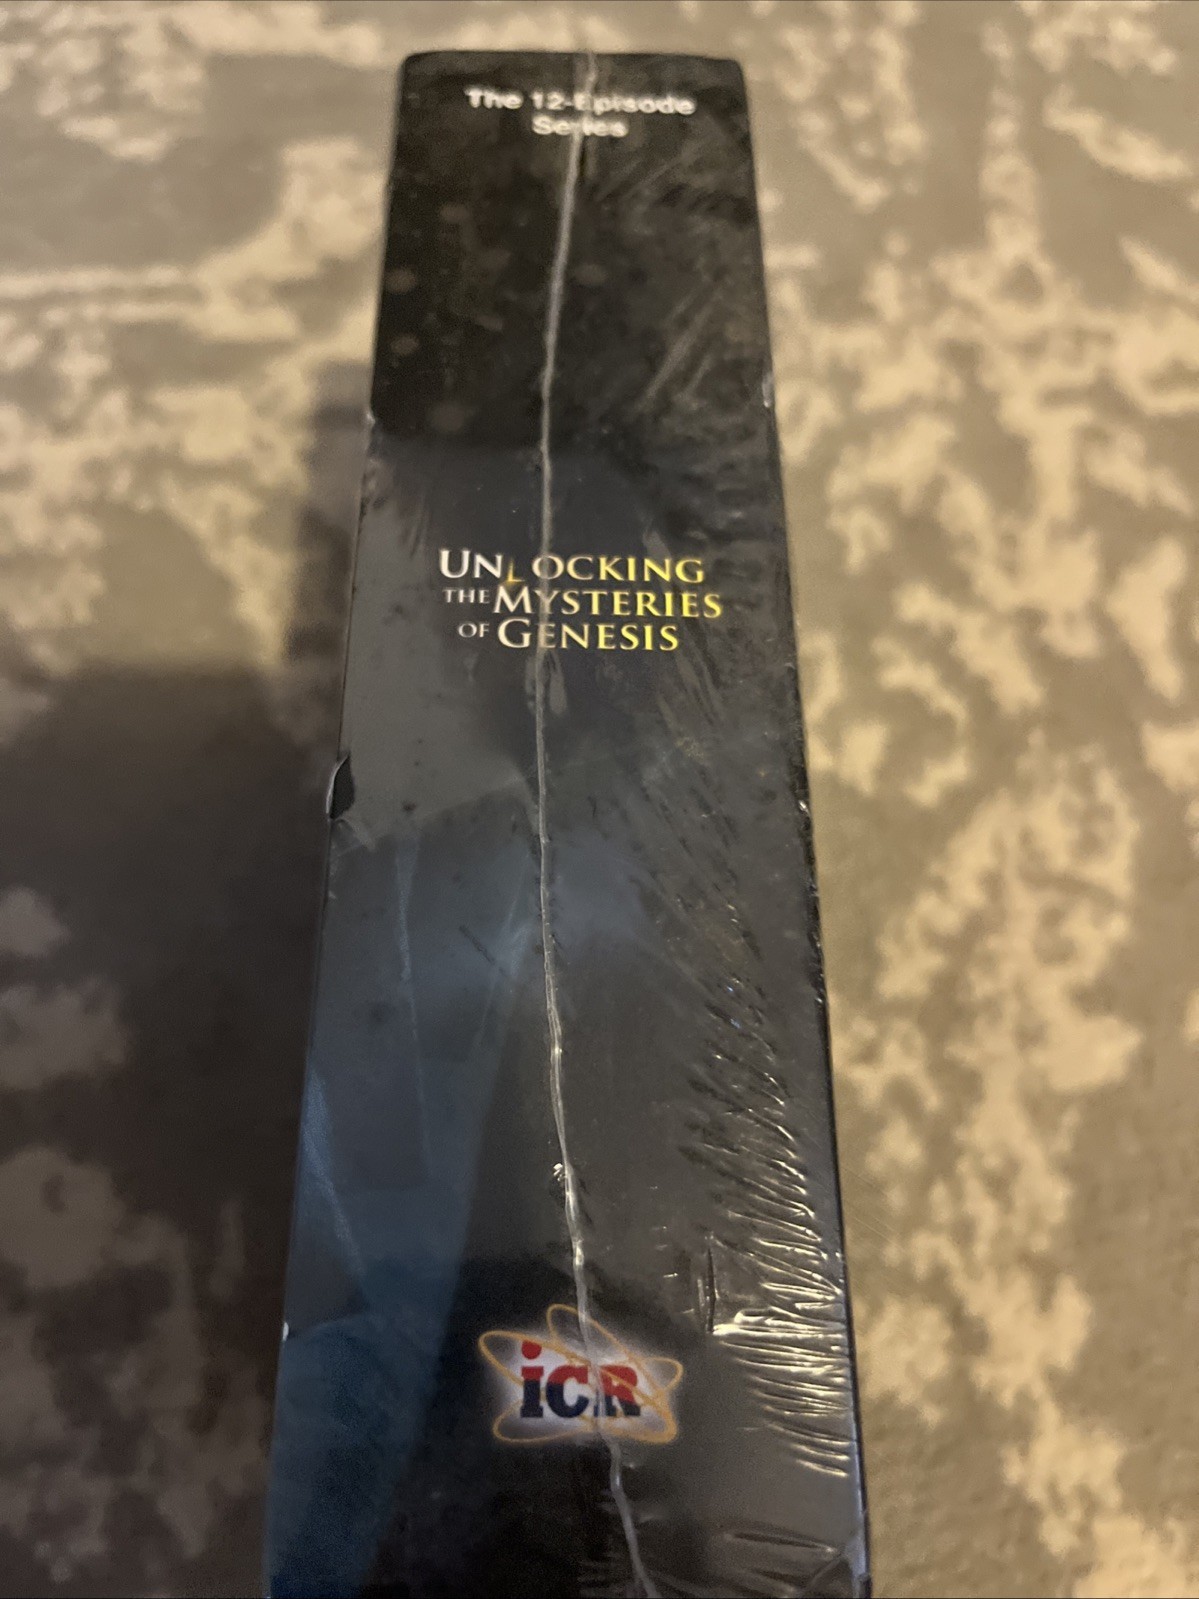 The 12-Episode
Series
UNLOCKING
THE MYSTERIES
OF GENESIS
iCR